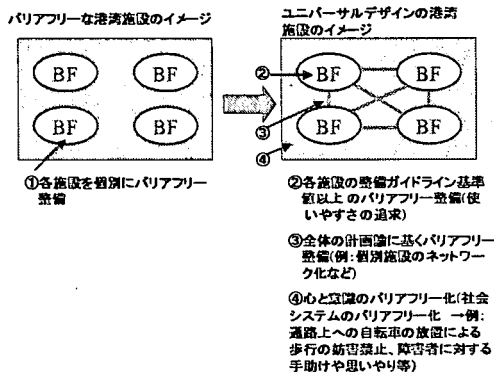 バリアフリーな港湾施設のイメージ
BF BF
BF BF
①各施設を個別にバリアフリー
整備
ユニバーサルデザインの港湾
施設のイメージ
② BF BF
③
BF BF
④
②各施設の整備ガイドライン基準
値以上のバリアフリー整備(使
いやすさの追求)
③全体の計画論に基くバリアフリー
整備(例:個別施設のネットワー
ク化など)
④心と意識のバリアフリー化(社会
システムのバリアフリー化 →例:
通路上への自転車の放置による
歩行の妨害禁止、障害者に対する
手助けや思いやり等)